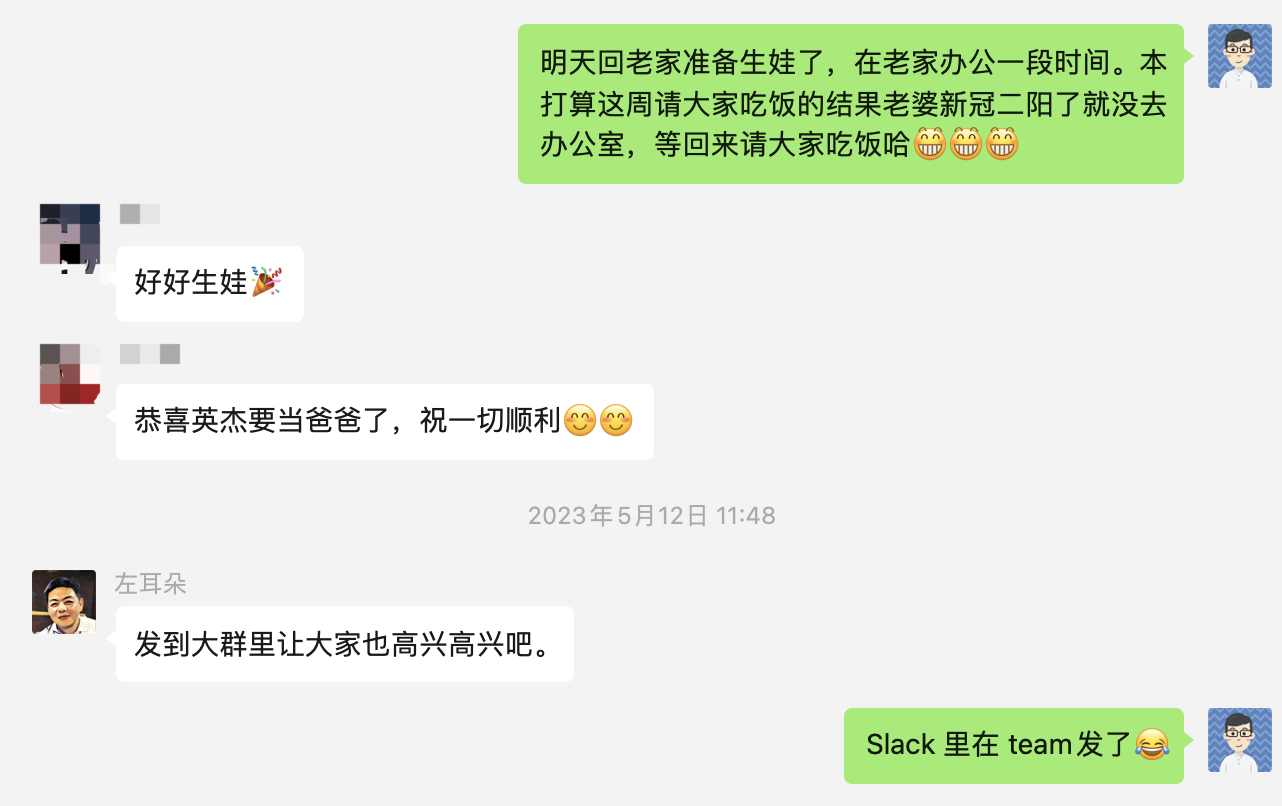 明天回老家准备生娃了，在老家办公一段时间。本
打算这周请大家吃饭的结果老婆新冠二阳了就没去
办公室，等回来请大家吃饭哈😁😁😁
好好生娃🎉
恭喜英杰要当爸爸了，祝一切顺利😊😊
2023年5月12日 11:48
左耳朵
发到大群里让大家也高兴高兴吧。
Slack 里在 team发了😂